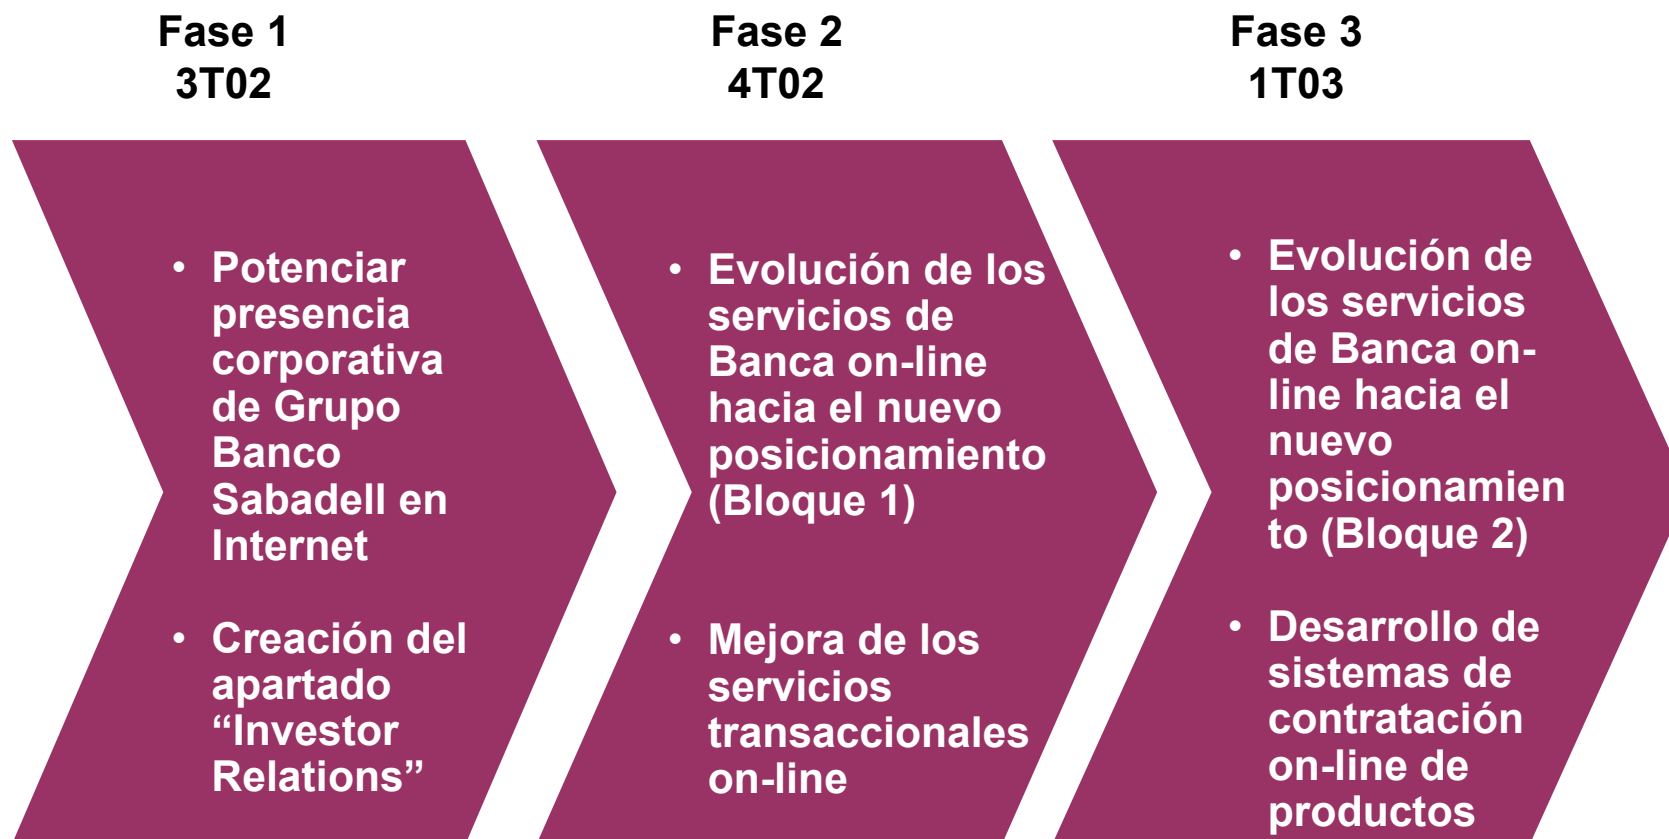 Fase 1
3T02
Fase 2
4T02
Fase 3
1T03
• Potenciar
presencia
corporativa
de Grupo
Banco
Sabadell en
Internet
• Creación del
apartado
“Investor
Relations”
• Evolución de los
servicios de
Banca on-line
hacia el nuevo
posicionamiento
(Bloque 1)
• Mejora de los
servicios
transaccionales
on-line
• Evolución de
los servicios
de Banca on-
line hacia el
nuevo
posicionamien
to (Bloque 2)
• Desarrollo de
sistemas de
contratación
on-line de
productos